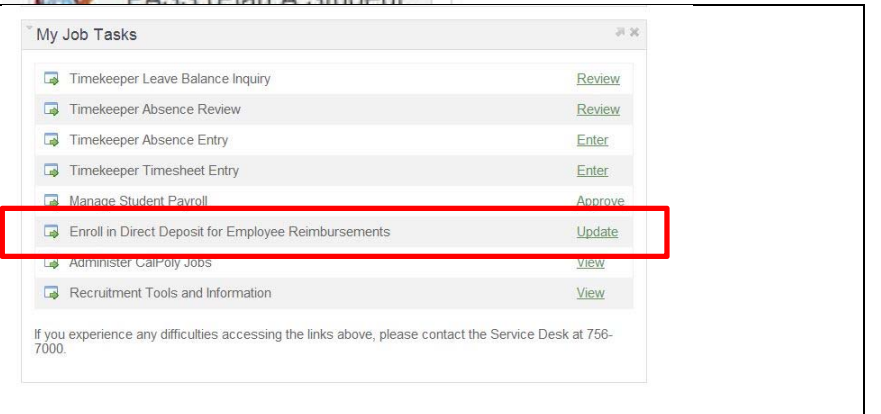 My Job Tasks
Timekeeper Leave Balance Inquiry Review
Timekeeper Absence Review Review
Timekeeper Absence Entry Enter
Timekeeper Timesheet Entry Enter
Manage Student Payroll Approve
Enroll in Direct Deposit for Employee Reimbursements Update
Administer CalPoly Jobs View
Recruitment Tools and Information View
If you experience any difficulties accessing the links above, please contact the Service Desk at 756-
7000.